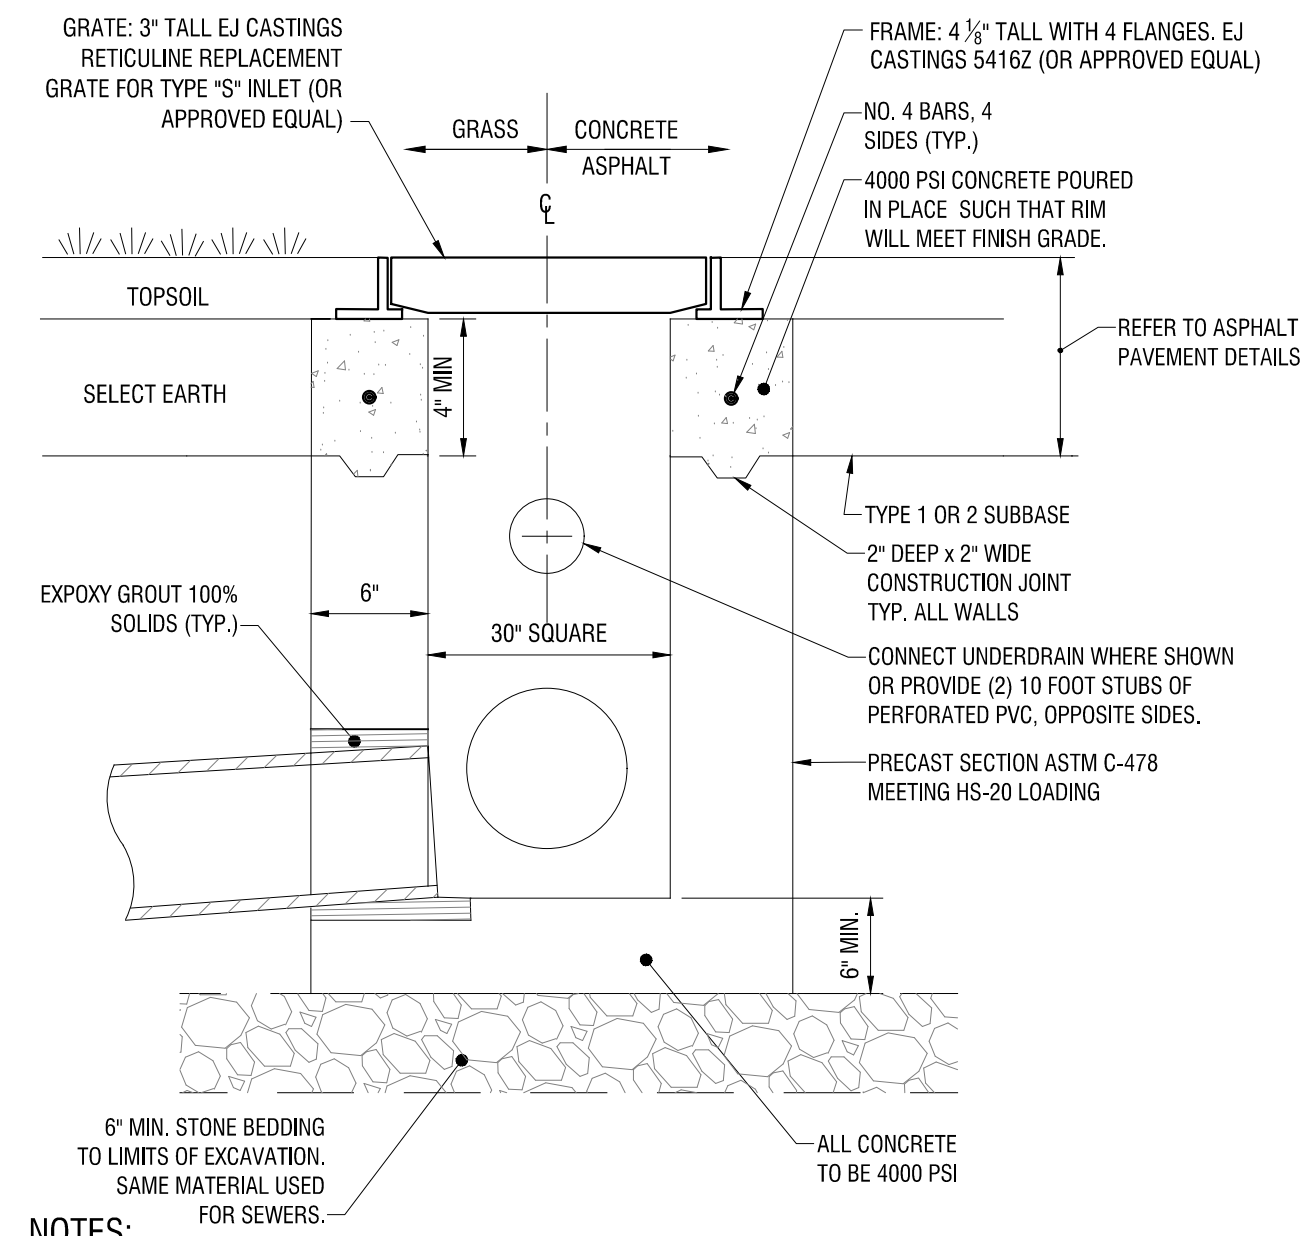 GRATE: 3" TALL EJ CASTINGS
RETICULINE REPLACEMENT
GRATE FOR TYPE "S" INLET (OR
APPROVED EQUAL)
FRAME: 4 1/8" TALL WITH 4 FLANGES. EJ
CASTINGS 5416Z (OR APPROVED EQUAL)
NO. 4 BARS, 4
SIDES (TYP.)
GRASS
CONCRETE
ASPHALT
4000 PSI CONCRETE POURED
IN PLACE SUCH THAT RIM
WILL MEET FINISH GRADE.
℄
TOPSOIL
REFER TO ASPHALT
PAVEMENT DETAILS
SELECT EARTH
4" MIN
TYPE 1 OR 2 SUBBASE
2" DEEP x 2" WIDE
CONSTRUCTION JOINT
TYP. ALL WALLS
EXPOXY GROUT 100%
SOLIDS (TYP.)
6"
30" SQUARE
CONNECT UNDERDRAIN WHERE SHOWN
OR PROVIDE (2) 10 FOOT STUBS OF
PERFORATED PVC, OPPOSITE SIDES.
PRECAST SECTION ASTM C-478
MEETING HS-20 LOADING
6" MIN.
6" MIN. STONE BEDDING
TO LIMITS OF EXCAVATION.
SAME MATERIAL USED
FOR SEWERS.
ALL CONCRETE
TO BE 4000 PSI
NOTES: